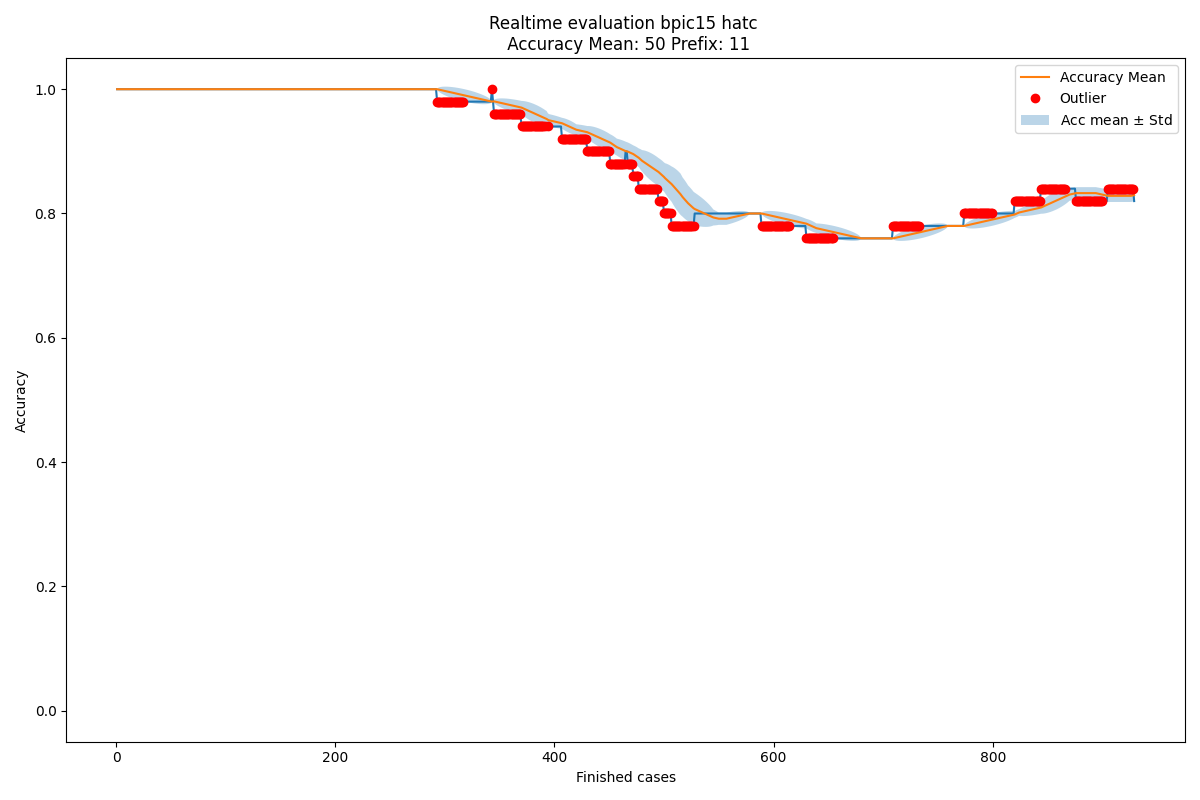 Realtime evaluation bpic15 hatc
Accuracy Mean: 50 Prefix: 11
Accuracy Mean
Outlier
Acc mean ± Std
1.0
0.8
0.6
0.4
0.2
0.0
Accuracy
0
200
400
600
800
Finished cases